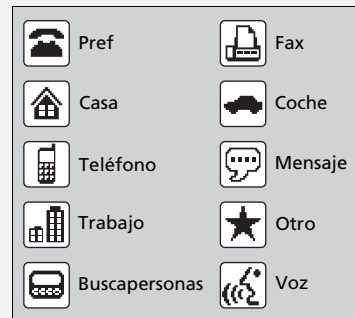 Pref
Fax
Casa
Coche
Teléfono
Mensaje
Trabajo
Otro
Buscapersonas
Voz